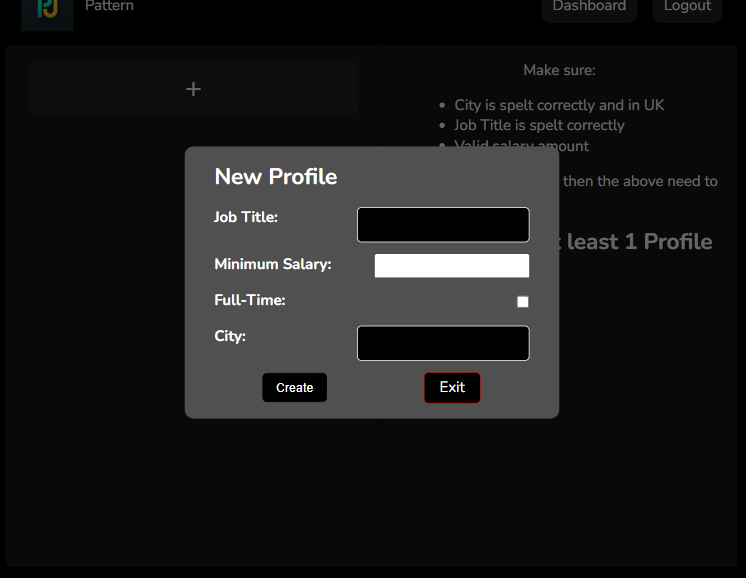 Pattern
Dashboard
Logout
+
Make sure:
City is spelt correctly and in UK
Job Title is spelt correctly
Valid salary amount
then the above need to
least 1 Profile
New Profile
Job Title:
Minimum Salary:
Full-Time:
City:
Create
Exit